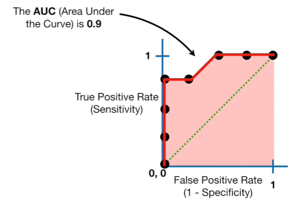 The AUC (Area Under
the Curve) is 0.9
1
True Positive Rate
(Sensitivity)
0, 0
False Positive Rate
(1 - Specificity)
1